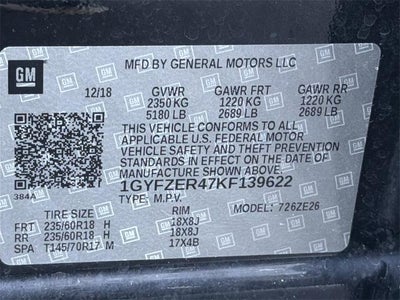 GM
MFD BY GENERAL MOTORS LLC
12/18 GVWR GAWR FRT GAWR RR
2350 KG 1220 KG 1220 KG
5180 LB 2689 LB 2689 LB
THIS VEHICLE CONFORMS TO ALL
APPLICABLE U.S. FEDERAL MOTOR
VEHICLE SAFETY, BUMPER, AND
THEFT PREVENTION STANDARDS IN
EFFECT ON THE DATE OF
MANUFACTURE SHOWN ABOVE.
384A
1GYFZER47KF139622
TYPE: M.P.V. MODEL: 726ZE26
TIRE SIZE RIM
FRT 235/60R18 H 18X8J
RR 235/60R18 H 18X8J
SPA T145/70R17 M 17X4B